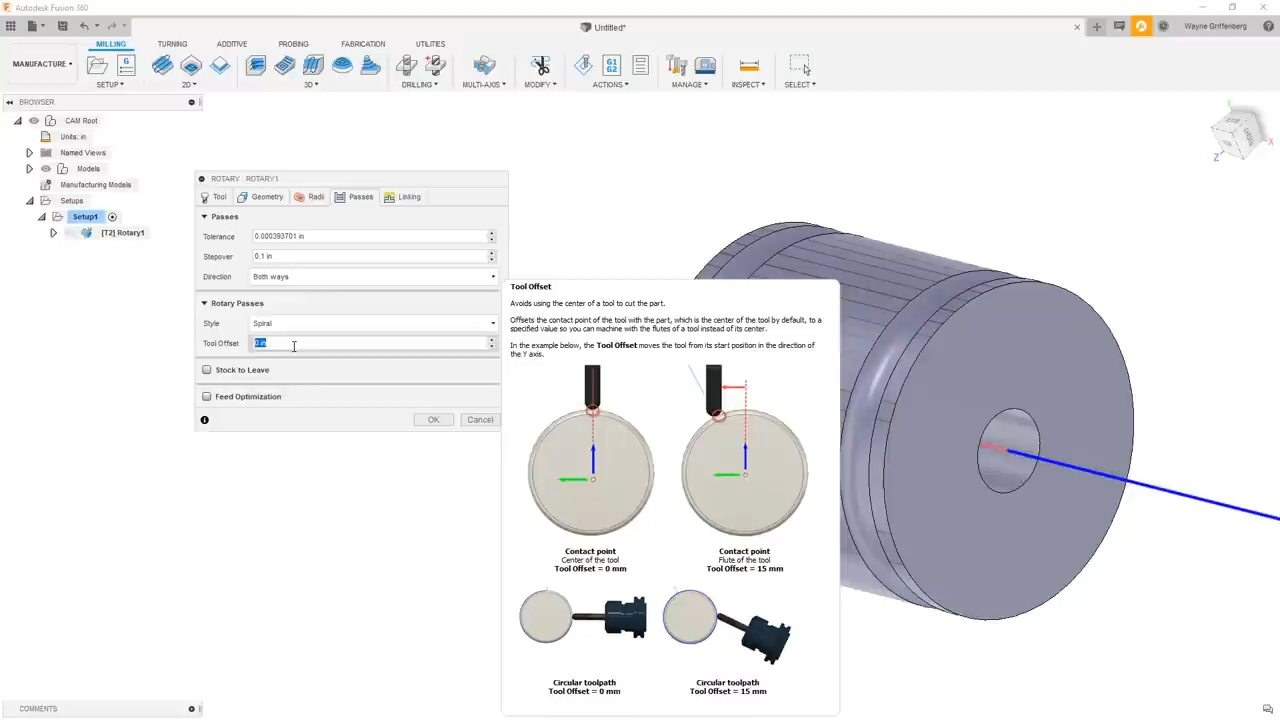 Autodesk Fusion 360
Untitled*
Wayne Griffenberg
MILLING TURNING ADDITIVE PROBING FABRICATION UTILITIES
MANUFACTURE
G1
G2
SETUP 2D 3D DRILLING MULTI-AXIS MODIFY ACTIONS MANAGE INSPECT SELECT
BROWSER
CAM Root
Units: in
Named Views
Models
Manufacturing Models
Setups
Setup1
[T2] Rotary1
ROTARY : ROTARY1
Tool Geometry Radii Passes Linking
Passes
Tolerance 0.000393701 in
Stepover 0.1 in
Direction Both ways
Rotary Passes
Style Spiral
Tool Offset 0 in
Stock to Leave
Feed Optimization
OK Cancel
Tool Offset
Avoids using the center of a tool to cut the part.
Offsets the contact point of the tool with the part, which is the center of the tool by default, to a
specified value so you can machine with the flutes of a tool instead of its center.
In the example below, the Tool Offset moves the tool from its start position in the direction of
the Y axis.
Contact point
Center of the tool
Tool Offset = 0 mm
Contact point
Flute of the tool
Tool Offset = 15 mm
Circular toolpath
Tool Offset = 0 mm
Circular toolpath
Tool Offset = 15 mm
Z
X
COMMENTS